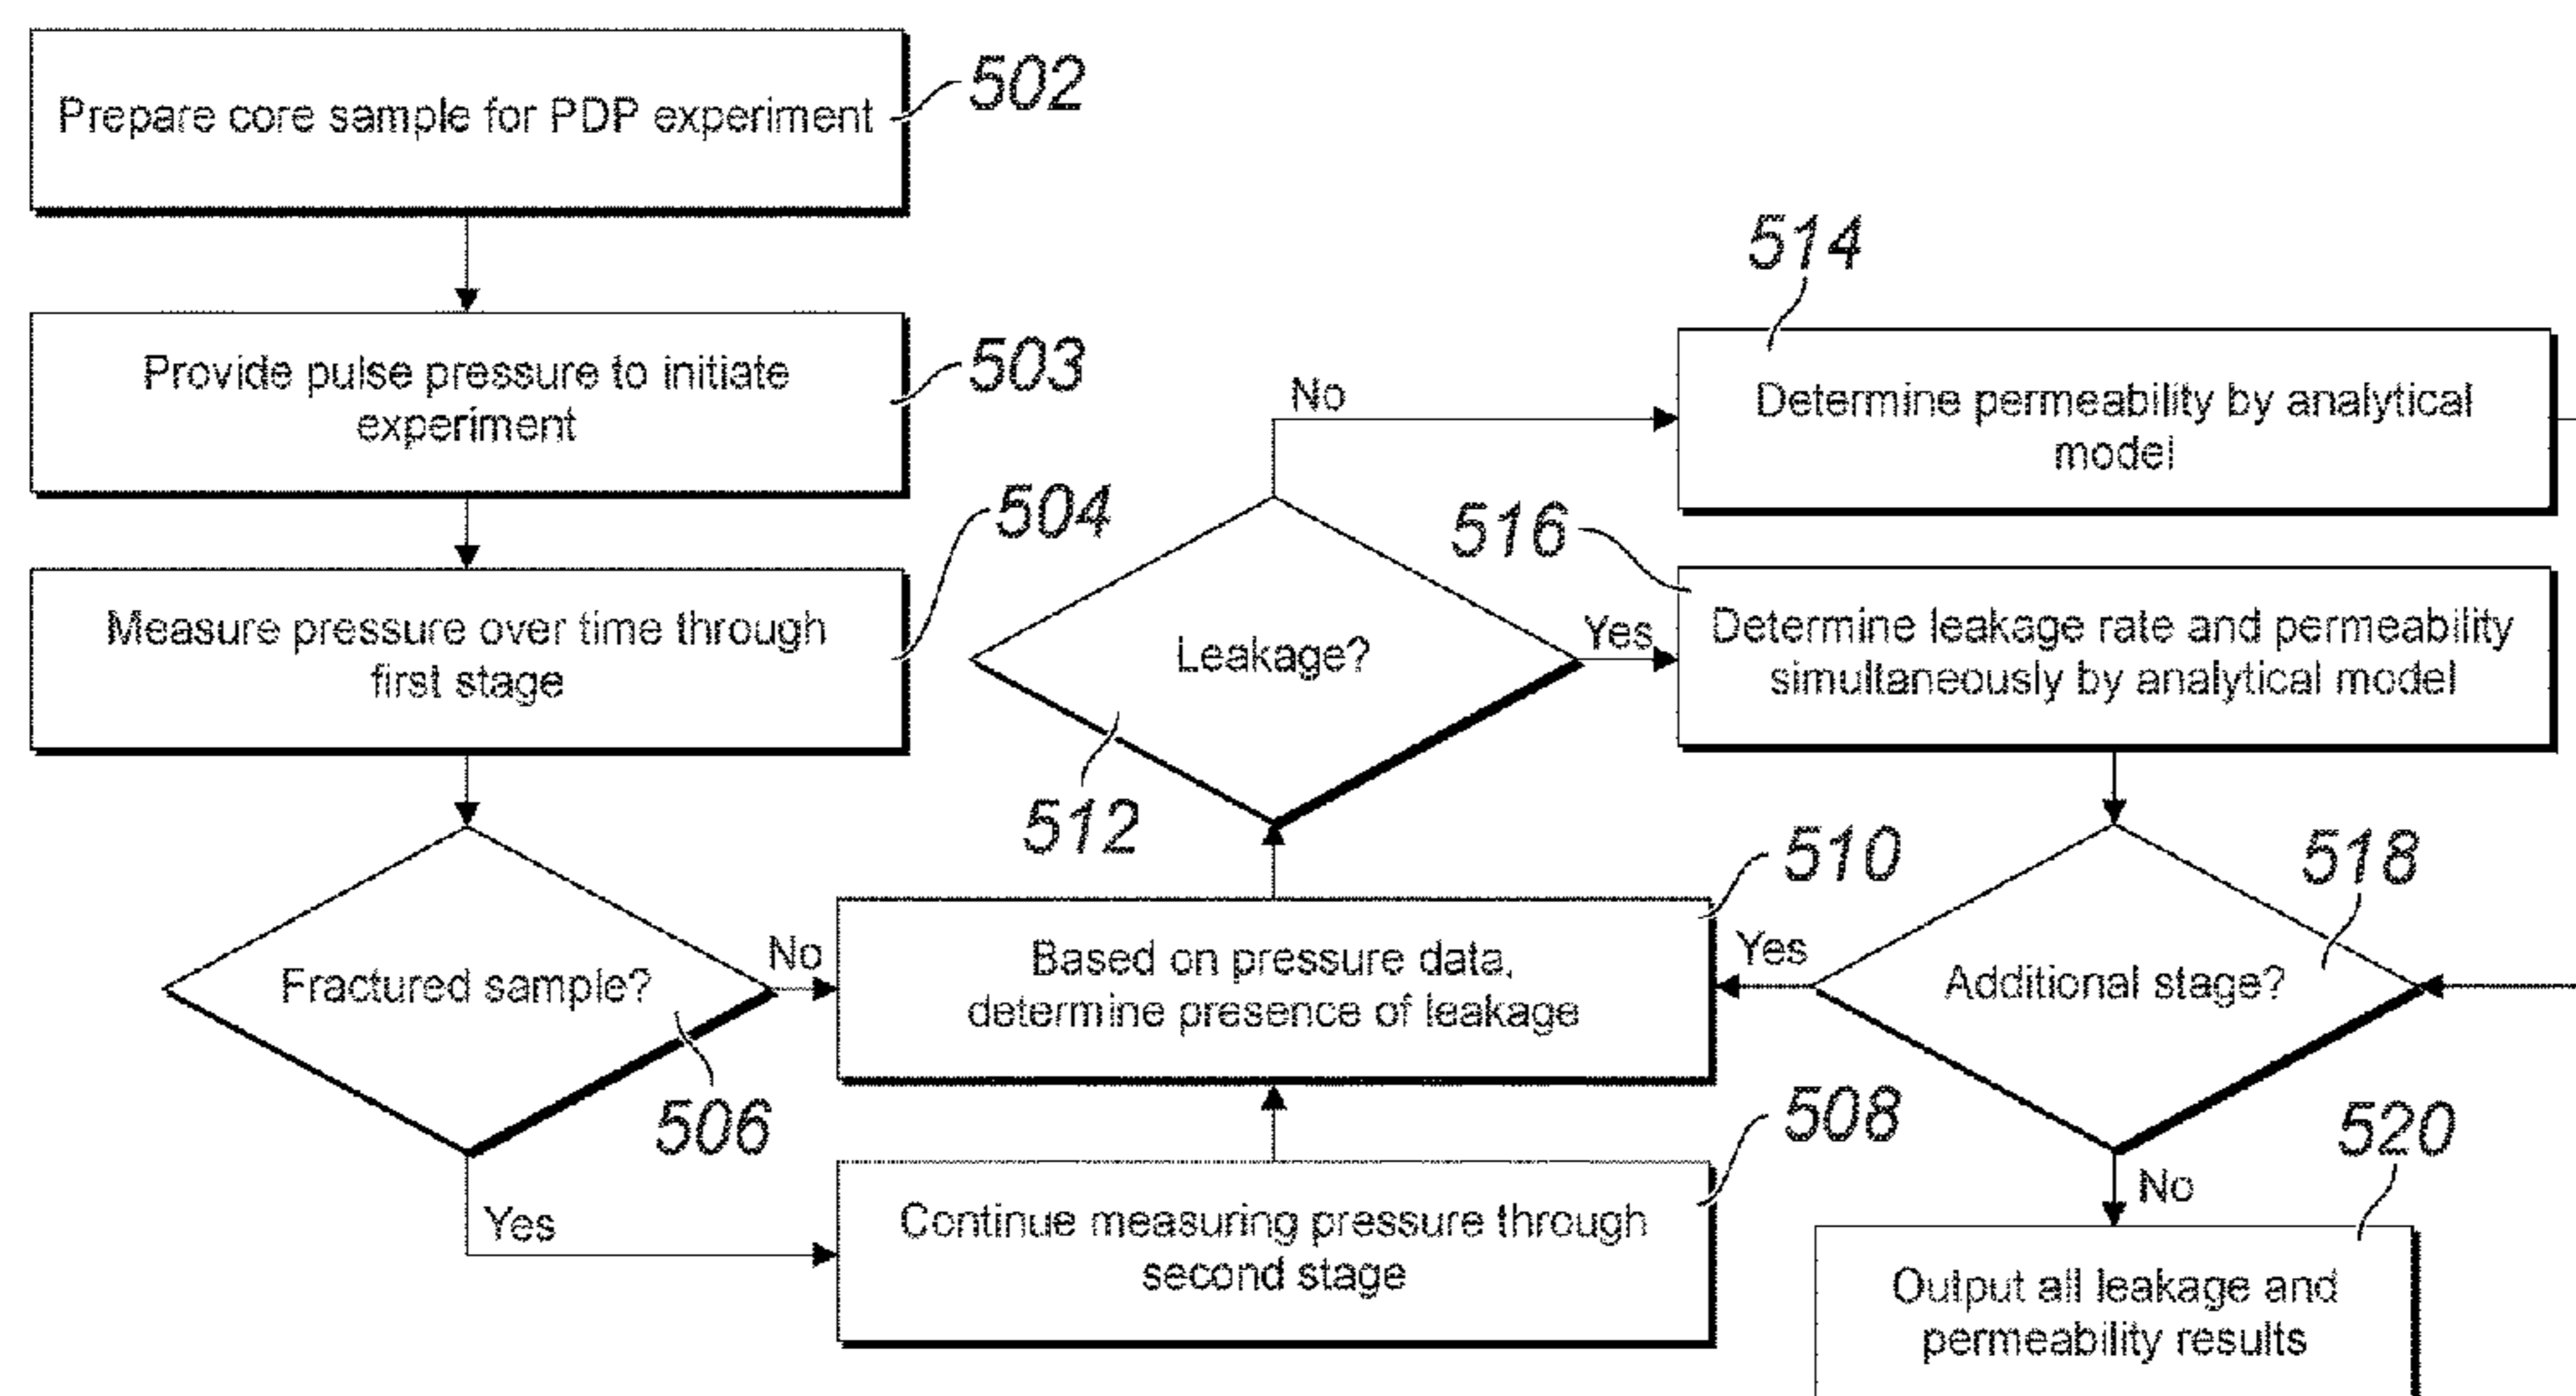 Prepare core sample for PDP experiment
502
Provide pulse pressure to initiate
experiment
503
Measure pressure over time through
first stage
504
Fractured sample?
506
No
Yes
Continue measuring pressure through
second stage
508
Based on pressure data,
determine presence of leakage
510
Leakage?
512
No
Yes
514
Determine permeability by analytical
model
516
Determine leakage rate and permeability
simultaneously by analytical model
Additional stage?
518
Yes
No
520
Output all leakage and
permeability results